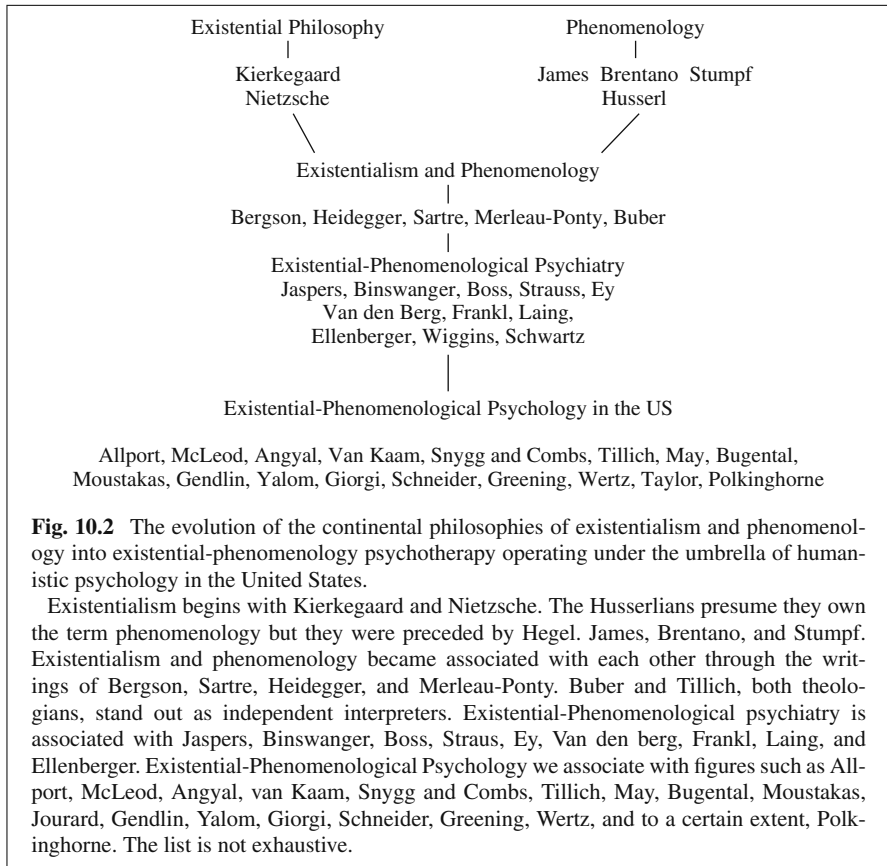 Existential Philosophy Phenomenology
Kierkegaard James Brentano Stumpf
Nietzsche Husserl
Existentialism and Phenomenology
Bergson, Heidegger, Sartre, Merleau-Ponty, Buber
Existential-Phenomenological Psychiatry
Jaspers, Binswanger, Boss, Strauss, Ey
Van den Berg, Frankl, Laing,
Ellenberger, Wiggins, Schwartz
Existential-Phenomenological Psychology in the US
Allport, McLeod, Angyal, Van Kaam, Snygg and Combs, Tillich, May, Bugental,
Moustakas, Gendlin, Yalom, Giorgi, Schneider, Greening, Wertz, Taylor, Polkinghorne
Fig. 10.2 The evolution of the continental philosophies of existentialism and phenomenol-
ogy into existential-phenomenology psychotherapy operating under the umbrella of human-
istic psychology in the United States.
Existentialism begins with Kierkegaard and Nietzsche. The Husserlians presume they own
the term phenomenology but they were preceded by Hegel. James, Brentano, and Stumpf.
Existentialism and phenomenology became associated with each other through the writ-
ings of Bergson, Sartre, Heidegger, and Merleau-Ponty. Buber and Tillich, both theolo-
gians, stand out as independent interpreters. Existential-Phenomenological psychiatry is
associated with Jaspers, Binswanger, Boss, Straus, Ey, Van den berg, Frankl, Laing, and
Ellenberger. Existential-Phenomenological Psychology we associate with figures such as All-
port, McLeod, Angyal, van Kaam, Snygg and Combs, Tillich, May, Bugental, Moustakas,
Jourard, Gendlin, Yalom, Giorgi, Schneider, Greening, Wertz, and to a certain extent, Polk-
inghorne. The list is not exhaustive.